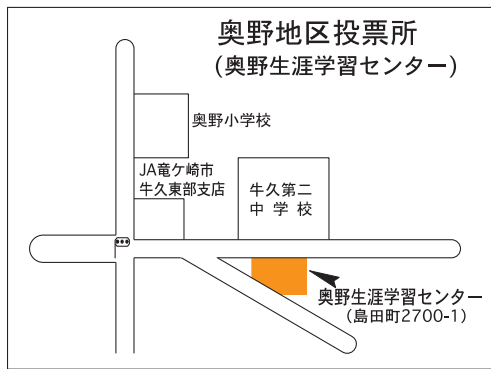 奥野地区投票所
(奥野生涯学習センター)
奥野小学校
JA竜ケ崎市
牛久東部支店
牛久第二
中学校
奥野生涯学習センター
(島田町2700-1)